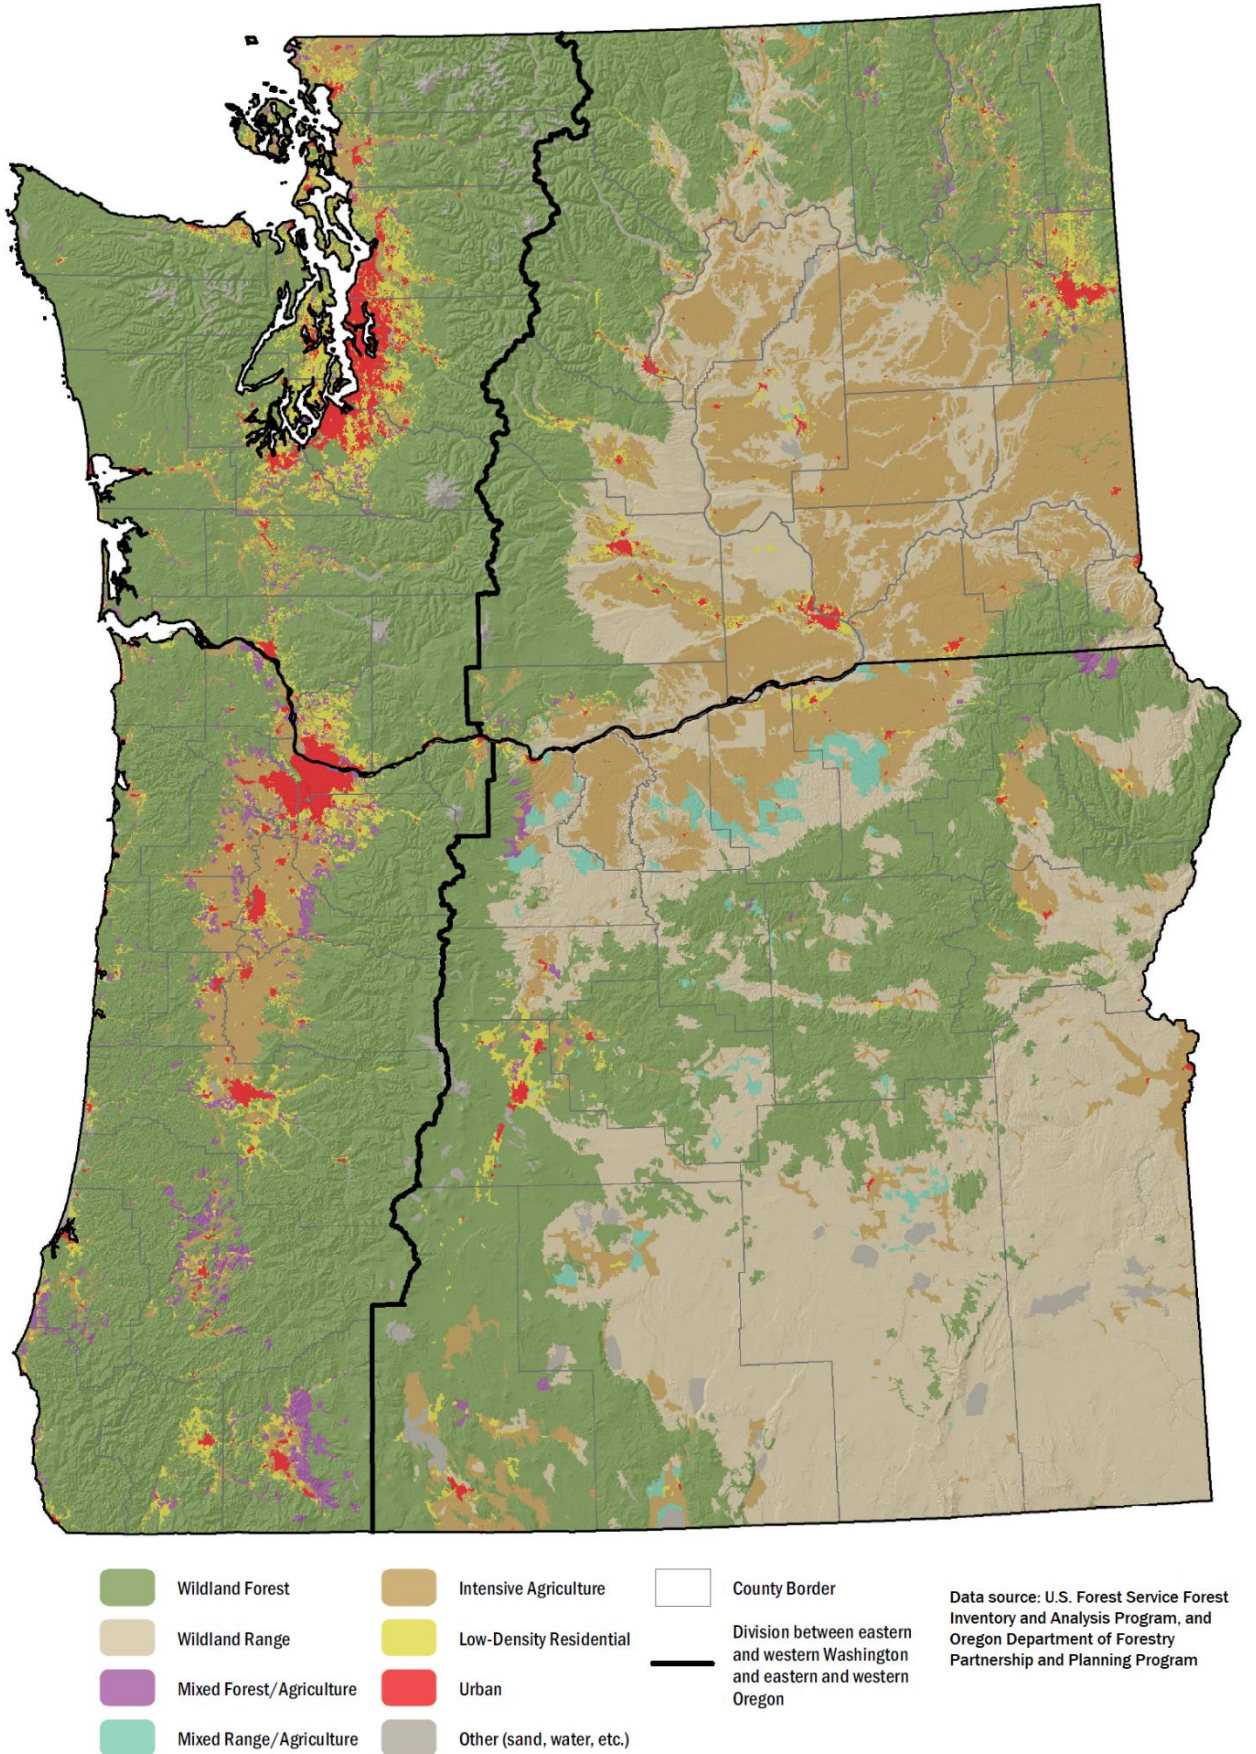 Wildland Forest
Wildland Range
Mixed Forest/Agriculture
Mixed Range/Agriculture
Intensive Agriculture
Low-Density Residential
Urban
Other (sand, water, etc.)
County Border
Division between eastern
and western Washington
and eastern and western
Oregon
Data source: U.S. Forest Service Forest
Inventory and Analysis Program, and
Oregon Department of Forestry
Partnership and Planning Program